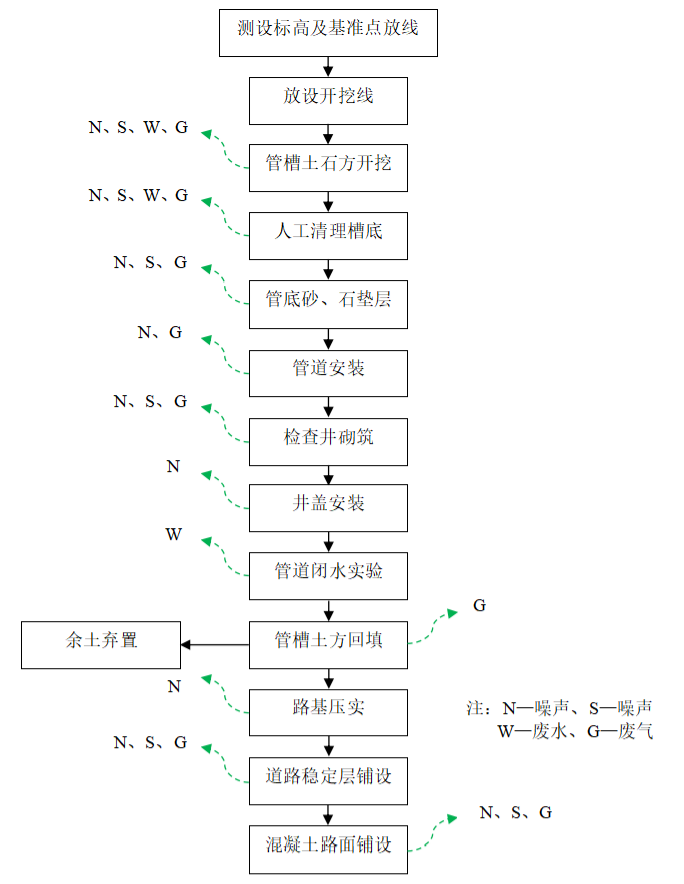 测设标高及基准点放线
放设开挖线
N、S、W、G
管槽土石方开挖
N、S、W、G
人工清理槽底
N、S、G
管底砂、石垫层
N、G
管道安装
N、S、G
检查井砌筑
N
井盖安装
W
管道闭水实验
G
余土弃置
管槽土方回填
N
路基压实
注：N—噪声、S—噪声
W—废水、G—废气
N、S、G
道路稳定层铺设
N、S、G
混凝土路面铺设